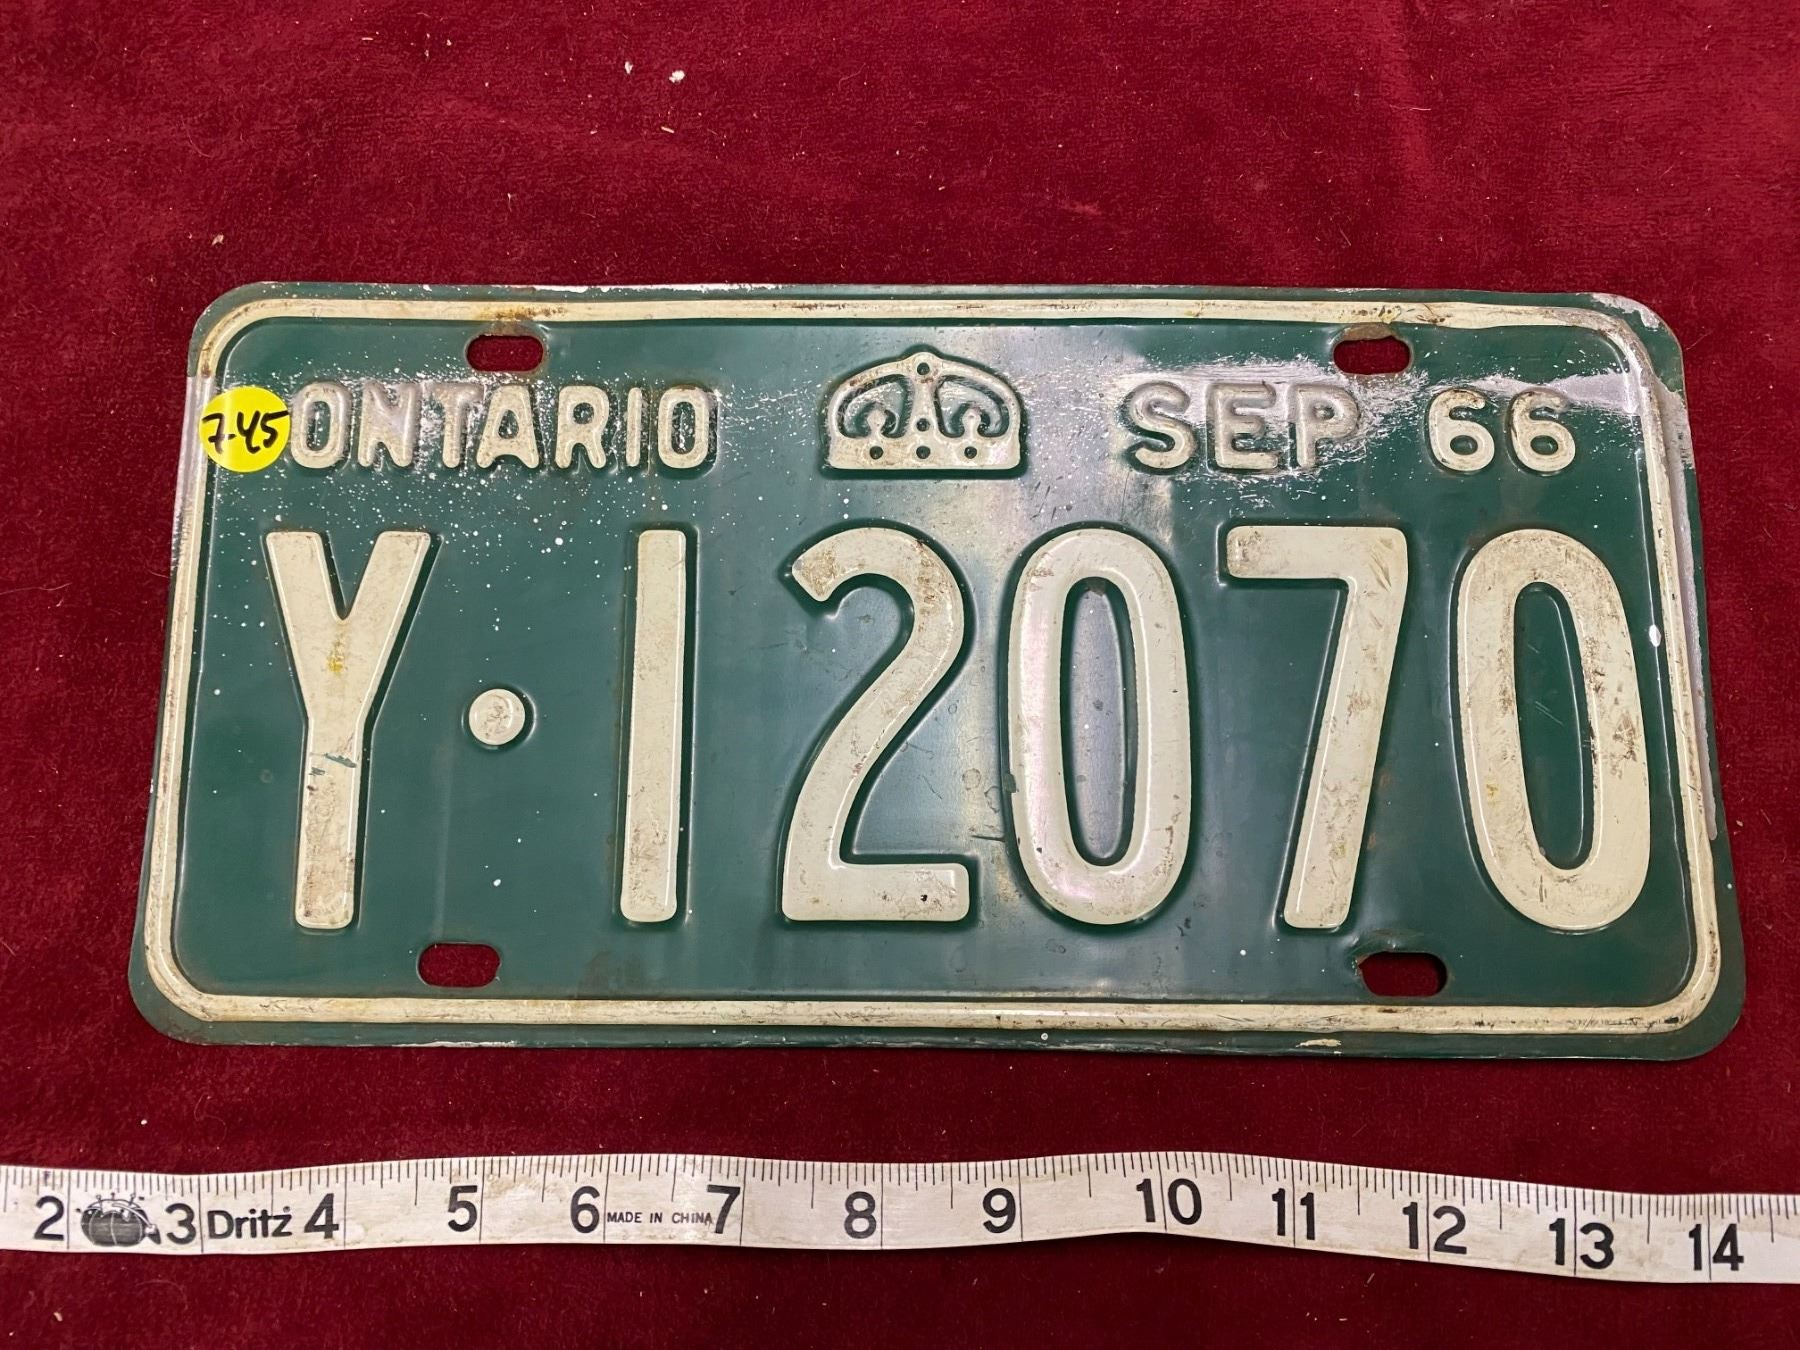 7-45
ONTARIO SEP 66
Y·12070
2 3 Dritz 4 5 6 MADE IN CHINA 7 8 9 10 11 12 13 14